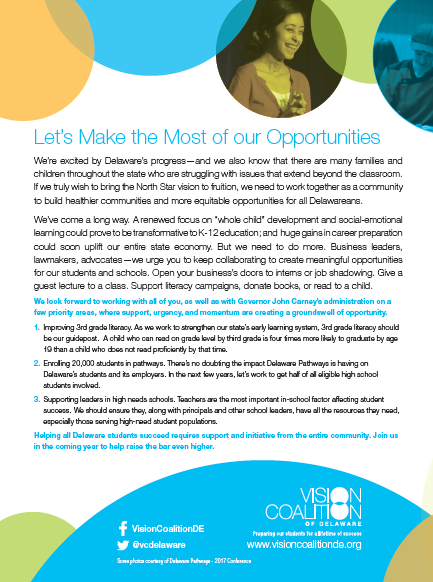 Let's Make the Most of our Opportunities
We're excited by Delaware's progress—and we also know that there are many families and
children throughout the state who are struggling with issues that extend beyond the classroom.
If we truly wish to bring the North Star vision to fruition, we need to work together as a community
to build healthier communities and more equitable opportunities for all Delawareans.
We've come a long way. A renewed focus on "whole child" development and social-emotional
learning could prove to be transformative to K-12 education; and huge gains in career preparation
could soon uplift our entire state economy. But we need to do more. Business leaders,
lawmakers, advocates—we urge you to keep collaborating to create meaningful opportunities
for our students and schools. Open your business's doors to interns or job shadowing. Give a
guest lecture to a class. Support literacy campaigns, donate books, or read to a child.
We look forward to working with all of you, as well as with Governor John Carney's administration on a
few priority areas, where support, urgency, and momentum are creating a groundswell of opportunity.
1. Improving 3rd grade literacy. As we work to strengthen our state's early learning system, 3rd grade literacy should
be our guidepost. A child who can read on grade level by third grade is four times more likely to graduate by age
19 than a child who does not read proficiently by that time.
2. Enrolling 20,000 students in pathways. There's no doubting the impact Delaware Pathways is having on
Delaware's students and its employers. In the next few years, let's work to get half of all eligible high school
students involved.
3. Supporting leaders in high needs schools. Teachers are the most important in-school factor affecting student
success. We should ensure they, along with principals and other school leaders, have all the resources they need,
especially those serving high-need student populations.
Helping all Delaware students succeed requires support and initiative from the entire community. Join us
in the coming year to help raise the bar even higher.
VISION
COALITION
OF DELAWARE
Preparing our students for a lifetime of success
VisionCoalitionDE
@vcdelaware
www.visioncoalitionde.org
Some photos courtesy of Delaware Pathways - 2017 Conference